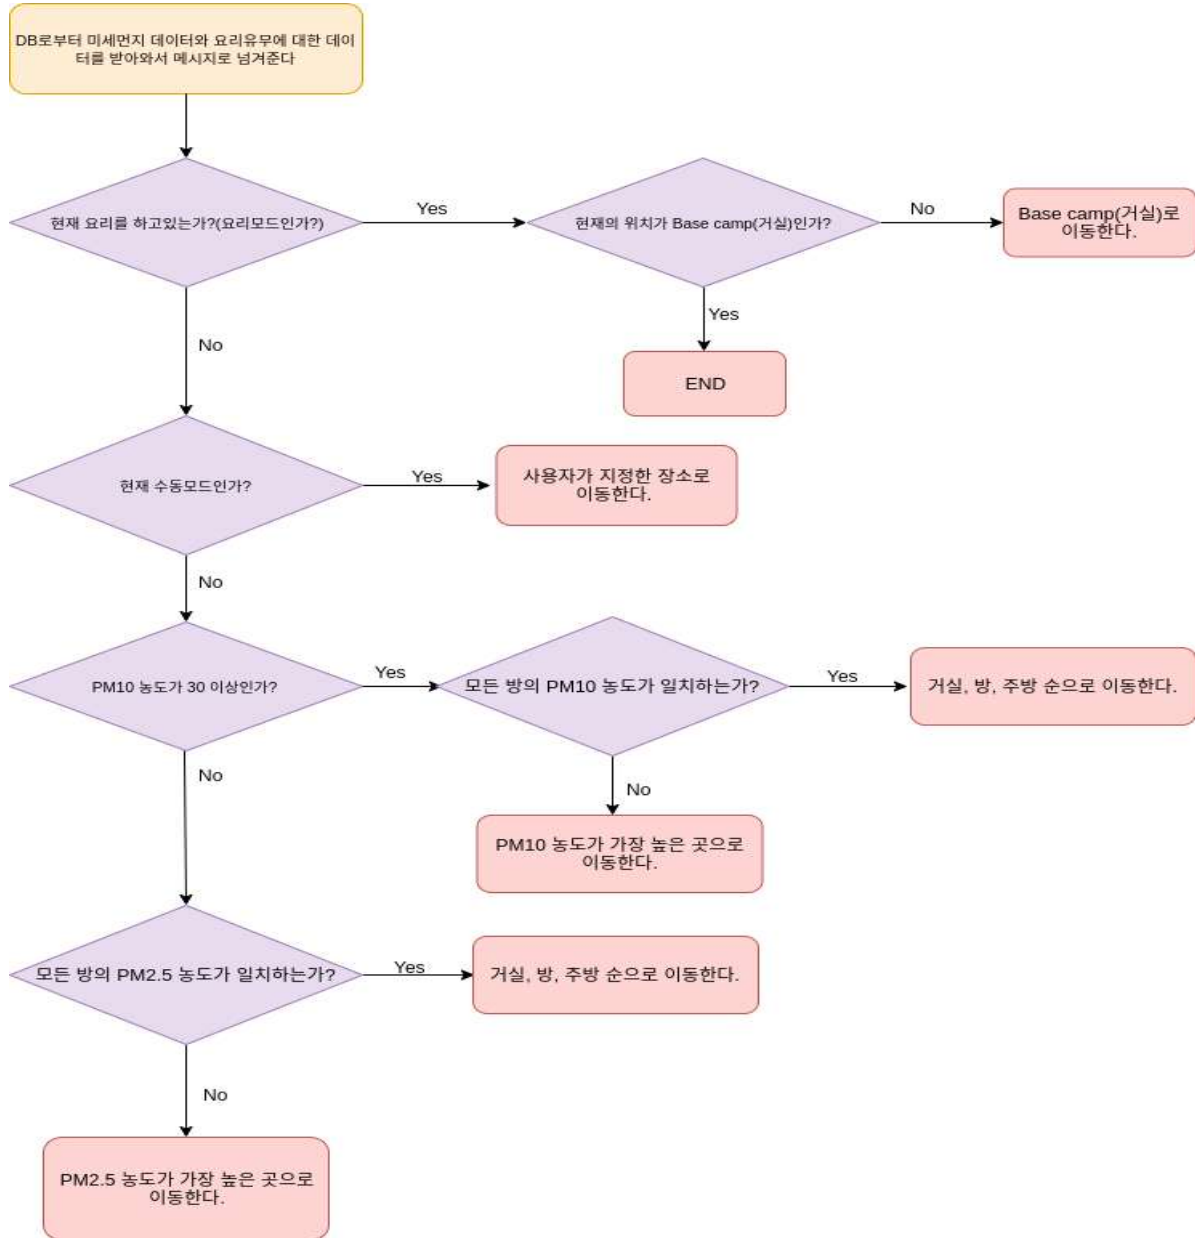 DB로부터 미세먼지 데이터와 요리유무에 대한 데이
터를 받아와서 메시지로 넘겨준다
현재 요리를 하고있는가?(요리모드인가?)
Yes
현재의 위치가 Base camp(거실)인가?
No
Base camp(거실)로
이동한다.
Yes
END
No
현재 수동모드인가?
Yes
사용자가 지정한 장소로
이동한다.
No
PM10 농도가 30 이상인가?
Yes
모든 방의 PM10 농도가 일치하는가?
Yes
거실, 방, 주방 순으로 이동한다.
No
No
PM10 농도가 가장 높은 곳으로
이동한다.
모든 방의 PM2.5 농도가 일치하는가?
Yes
거실, 방, 주방 순으로 이동한다.
No
PM2.5 농도가 가장 높은 곳으로
이동한다.